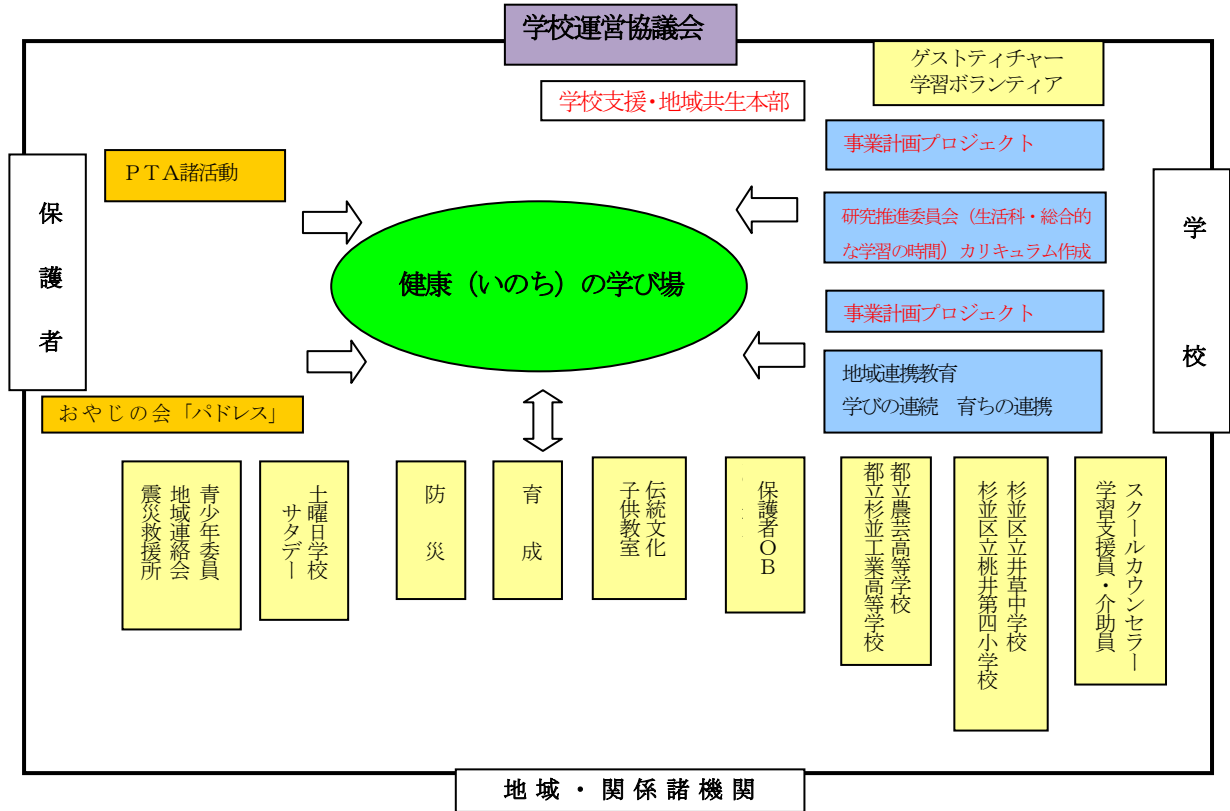 学校運営協議会
ゲストティチャー
学習ボランティア
学校支援・地域共生本部
事業計画プロジェクト
ＰＴＡ諸活動
保護者
学校
研究推進委員会（生活科・総合的
な学習の時間）カリキュラム作成
健康（いのち）の学び場
事業計画プロジェクト
地域連携教育
学びの連続　育ちの連携
おやじの会「パドレス」
青少年委員
地域連絡会
震災救援所
土曜日学校
サタデー
防災
育成
伝統文化
子供教室
保護者ＯＢ
都立農芸高等学校
都立杉並工業高等学校
杉並区立井草中学校
杉並区立桃井第四小学校
スクールカウンセラー
学習支援員・介助員
地域・関係諸機関